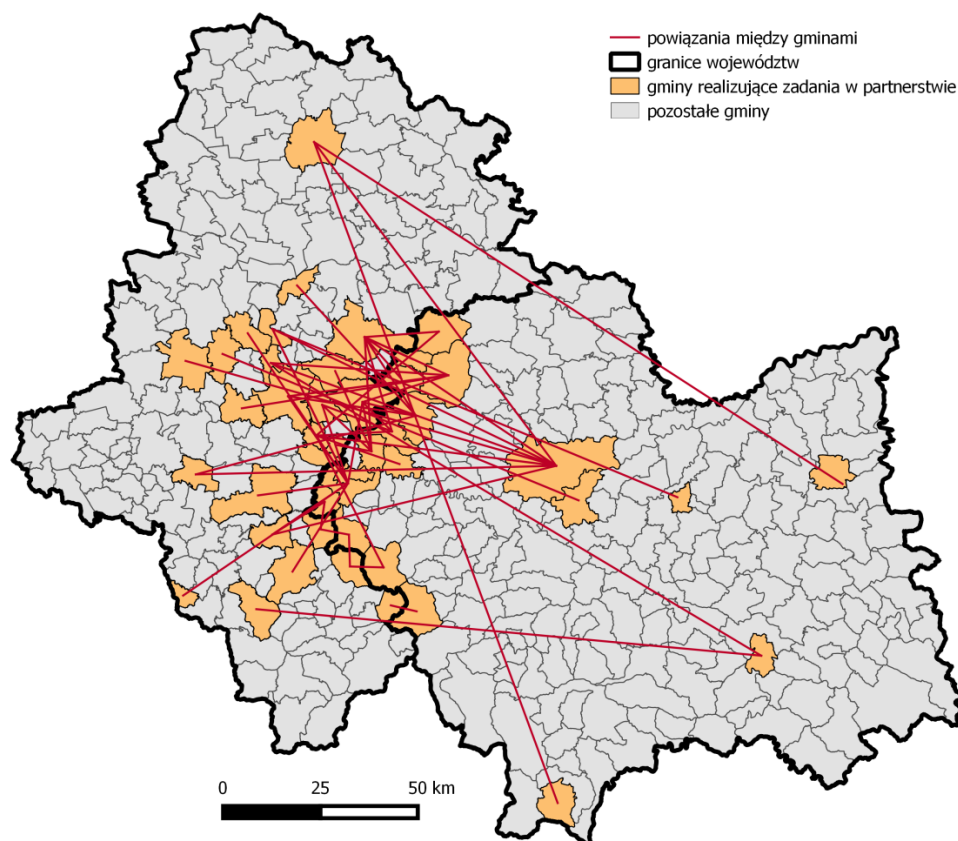 powiązania między gminami
granice województw
gminy realizujące zadania w partnerstwie
pozostałe gminy
0 25 50 km